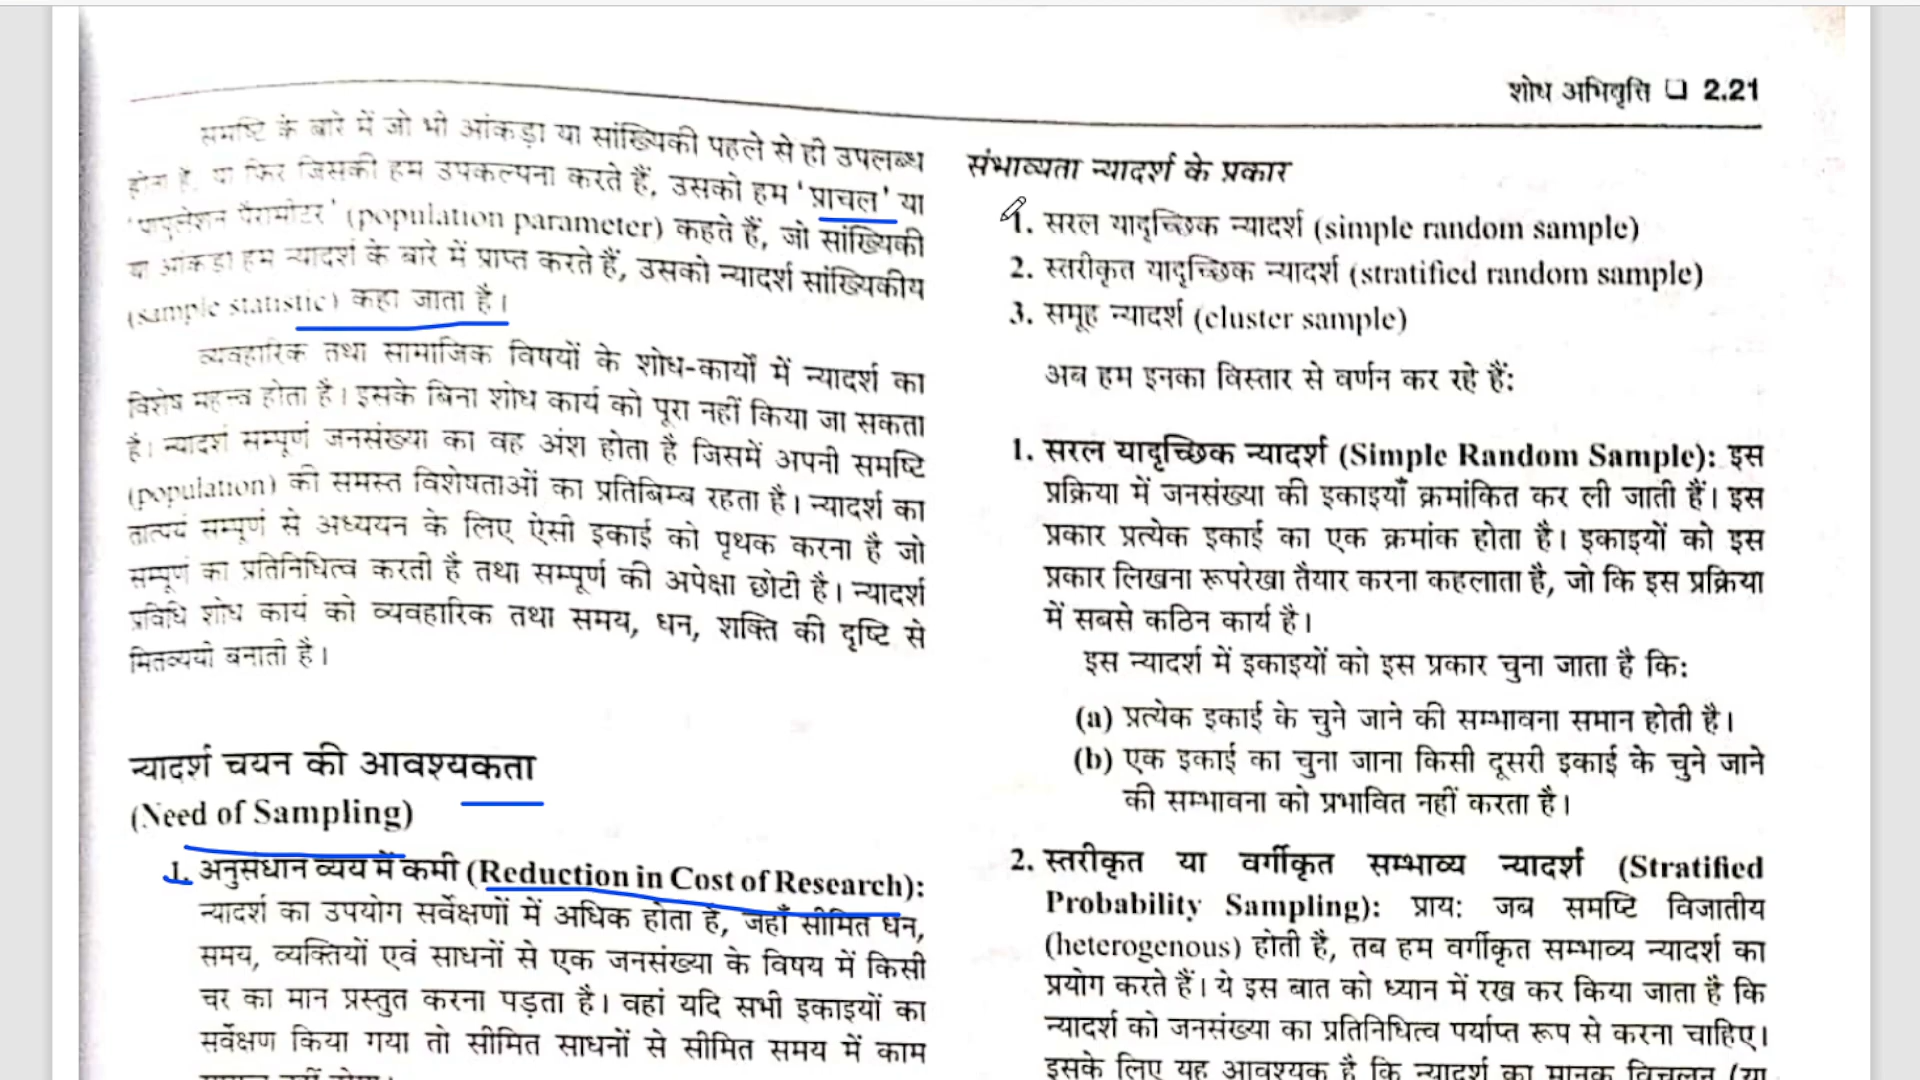 शोध अभिवृत्ति ❑ 2.21
समष्टि के बारे में जो भी आंकड़ा या सांख्यिकी पहले से ही उपलब्ध
होता है, या फिर जिसकी हम उपकल्पना करते हैं, उसको हम 'प्राचल' या
'पापुलेशन पैरामीटर' (population parameter) कहते हैं, जो सांख्यिकी
या आंकड़ा हम न्यादर्श के बारे में प्राप्त करते हैं, उसको न्यादर्श सांख्यिकीय
(sample statistic) कहा जाता है।
व्यवहारिक तथा सामाजिक विषयों के शोध-कार्यों में न्यादर्श का
विशेष महत्त्व होता है। इसके बिना शोध कार्य को पूरा नहीं किया जा सकता
है। न्यादर्श सम्पूर्ण जनसंख्या का वह अंश होता है जिसमें अपनी समष्टि
(population) की समस्त विशेषताओं का प्रतिबिम्ब रहता है। न्यादर्श का
तात्पर्य सम्पूर्ण से अध्ययन के लिए ऐसी इकाई को पृथक करना है जो
सम्पूर्ण का प्रतिनिधित्व करती है तथा सम्पूर्ण की अपेक्षा छोटी है। न्यादर्श
प्रविधि शोध कार्य को व्यवहारिक तथा समय, धन, शक्ति की दृष्टि से
मितव्ययी बनाती है।
न्यादर्श चयन की आवश्यकता
(Need of Sampling)
1. अनुसंधान व्यय में कमी (Reduction in Cost of Research):
न्यादर्श का उपयोग सर्वेक्षणों में अधिक होता है, जहाँ सीमित धन,
समय, व्यक्तियों एवं साधनों से एक जनसंख्या के विषय में किसी
चर का मान प्रस्तुत करना पड़ता है। वहां यदि सभी इकाइयों का
सर्वेक्षण किया गया तो सीमित साधनों से सीमित समय में काम
संभाव्यता न्यादर्श के प्रकार
1. सरल यादृच्छिक न्यादर्श (simple random sample)
2. स्तरीकृत यादृच्छिक न्यादर्श (stratified random sample)
3. समूह न्यादर्श (cluster sample)
अब हम इनका विस्तार से वर्णन कर रहे हैं:
1. सरल यादृच्छिक न्यादर्श (Simple Random Sample): इस
प्रक्रिया में जनसंख्या की इकाइयाँ क्रमांकित कर ली जाती हैं। इस
प्रकार प्रत्येक इकाई का एक क्रमांक होता है। इकाइयों को इस
प्रकार लिखना रूपरेखा तैयार करना कहलाता है, जो कि इस प्रक्रिया
में सबसे कठिन कार्य है।
इस न्यादर्श में इकाइयों को इस प्रकार चुना जाता है कि:
(a) प्रत्येक इकाई के चुने जाने की सम्भावना समान होती है।
(b) एक इकाई का चुना जाना किसी दूसरी इकाई के चुने जाने
की सम्भावना को प्रभावित नहीं करता है।
2. स्तरीकृत या वर्गीकृत सम्भाव्य न्यादर्श (Stratified
Probability Sampling): प्राय: जब समष्टि विजातीय
(heterogenous) होती है, तब हम वर्गीकृत सम्भाव्य न्यादर्श का
प्रयोग करते हैं। ये इस बात को ध्यान में रख कर किया जाता है कि
न्यादर्श को जनसंख्या का प्रतिनिधित्व पर्याप्त रूप से करना चाहिए।
इसके लिए यह आवश्यक है कि न्यादर्श का मानक विचलन (या